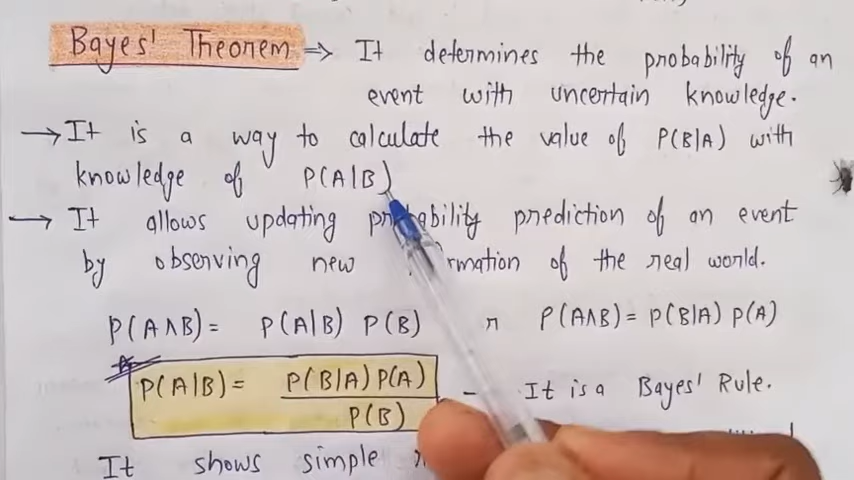 Bayes' Theorem ⇒ It determines the probability of an
event with uncertain knowledge.
→ It is a way to calculate the value of P(B|A) with
knowledge of P(A|B)
→ It allows updating probability prediction of an event
by observing new of the real world.
P(A∧B) = P(A|B) P(B) P(A∧B) = P(B|A) P(A)
P(A|B) = P(B|A) P(A) / P(B) - It is a Bayes' Rule.
It shows simple